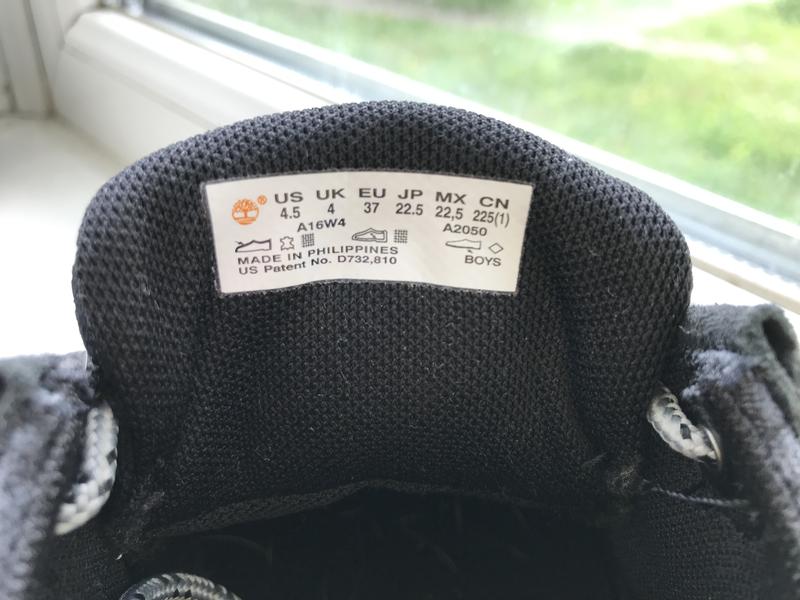 ® US UK EU JP MX CN
4.5 4 37 22.5 22,5 225(1)
A16W4 A2050
MADE IN PHILIPPINES
US Patent No. D732,810 BOYS